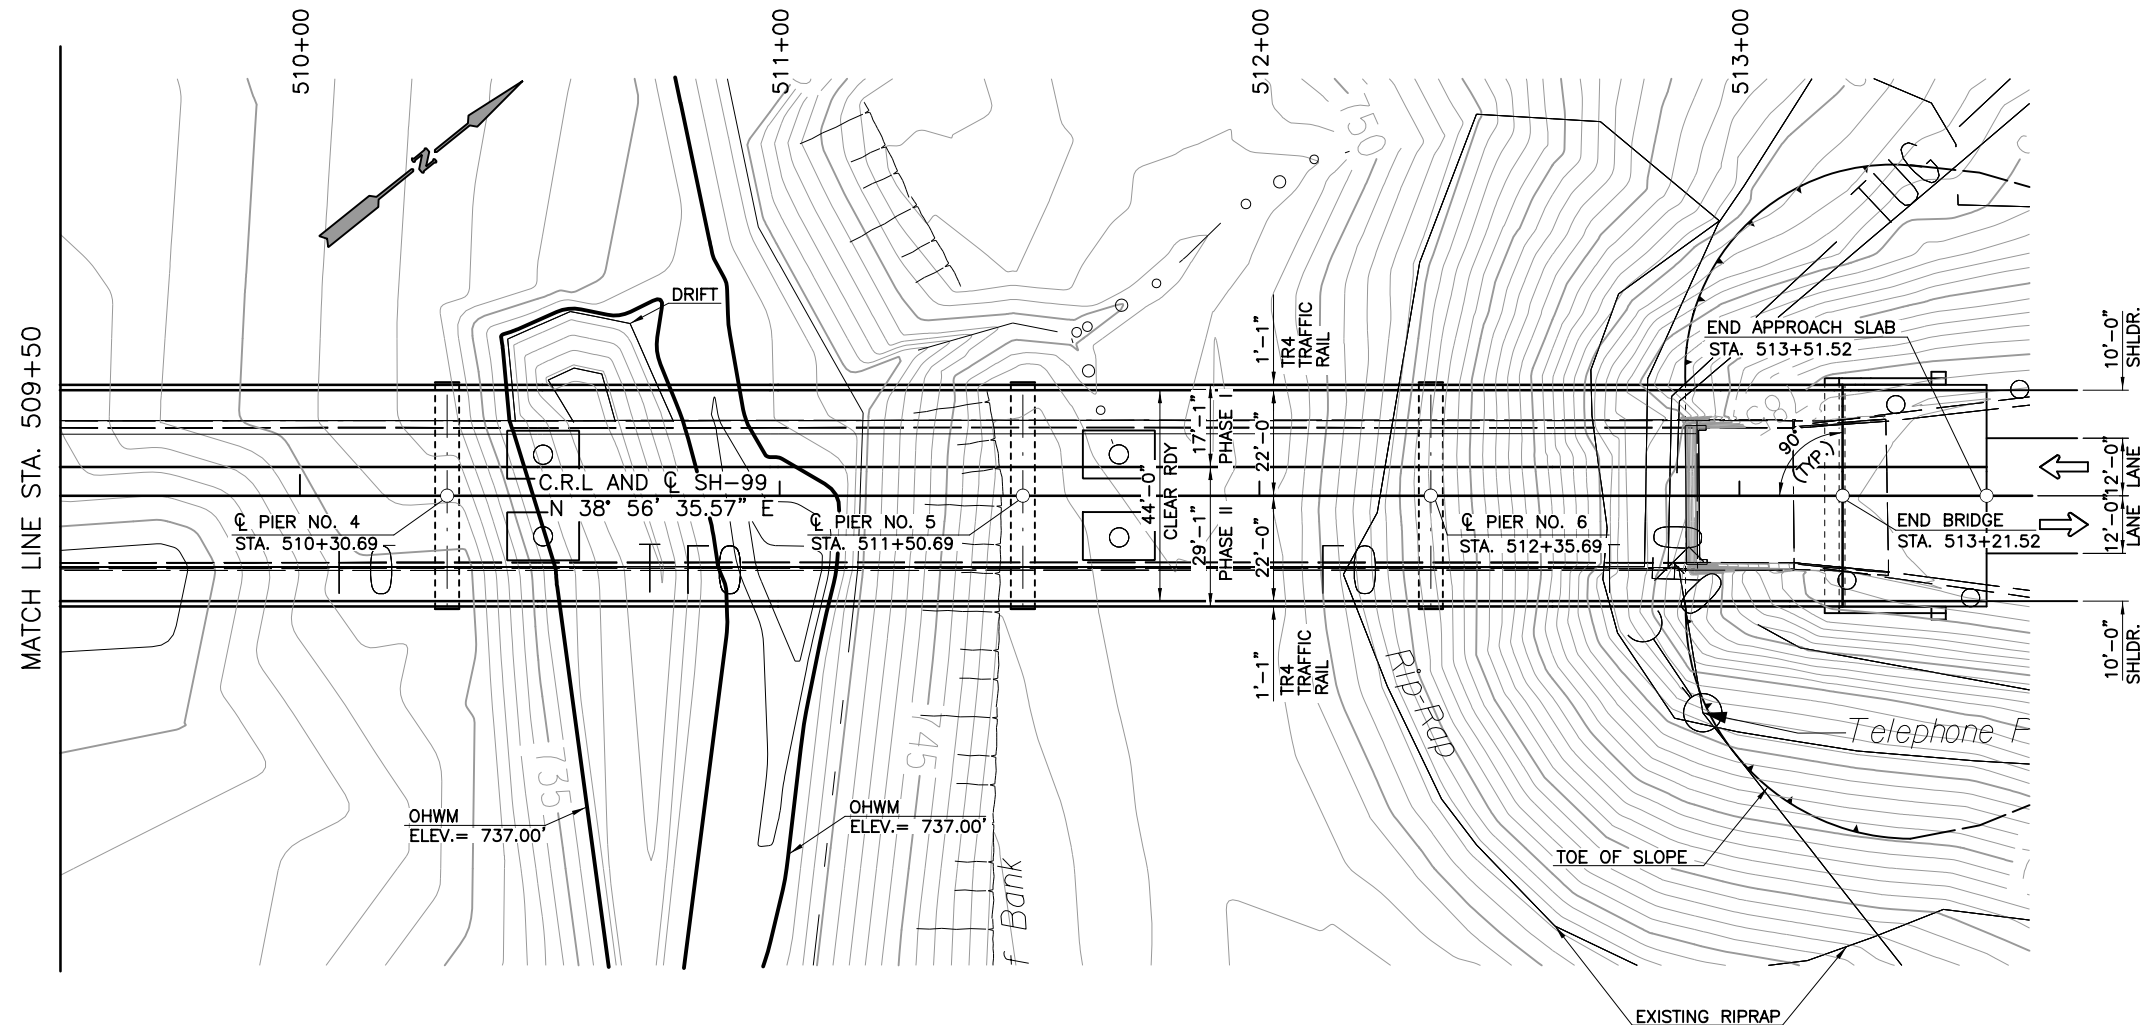 510+00
511+00
512+00
513+00
N
750
TUG
DRIFT
MATCH LINE STA. 509+50
END APPROACH SLAB
STA. 513+51.52
1'-1"
TR4
TRAFFIC
RAIL
10'-0"
SHLDR.
17'-1"
PHASE I
22'-0"
44'-0"
CLEAR RDY
29'-1"
PHASE II
22'-0"
90°
(TYP.)
12'-0"
LANE
12'-0"
LANE
C.R.L AND ℄ SH-99
N 38° 56' 35.57" E
℄ PIER NO. 4
STA. 510+30.69
℄ PIER NO. 5
STA. 511+50.69
℄ PIER NO. 6
STA. 512+35.69
END BRIDGE
STA. 513+21.52
1'-1"
TR4
TRAFFIC
RAIL
10'-0"
SHLDR.
Rip-Rap
Telephone P
735
745
OHWM
ELEV.= 737.00'
OHWM
ELEV.= 737.00'
TOE OF SLOPE
f Bank
EXISTING RIPRAP